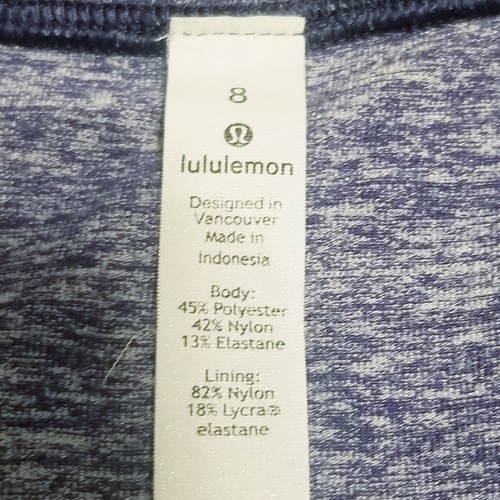 8
lululemon
Designed in
Vancouver
Made in
Indonesia
Body:
45% Polyester
42% Nylon
13% Elastane
Lining:
82% Nylon
18% Lycra®
elastane